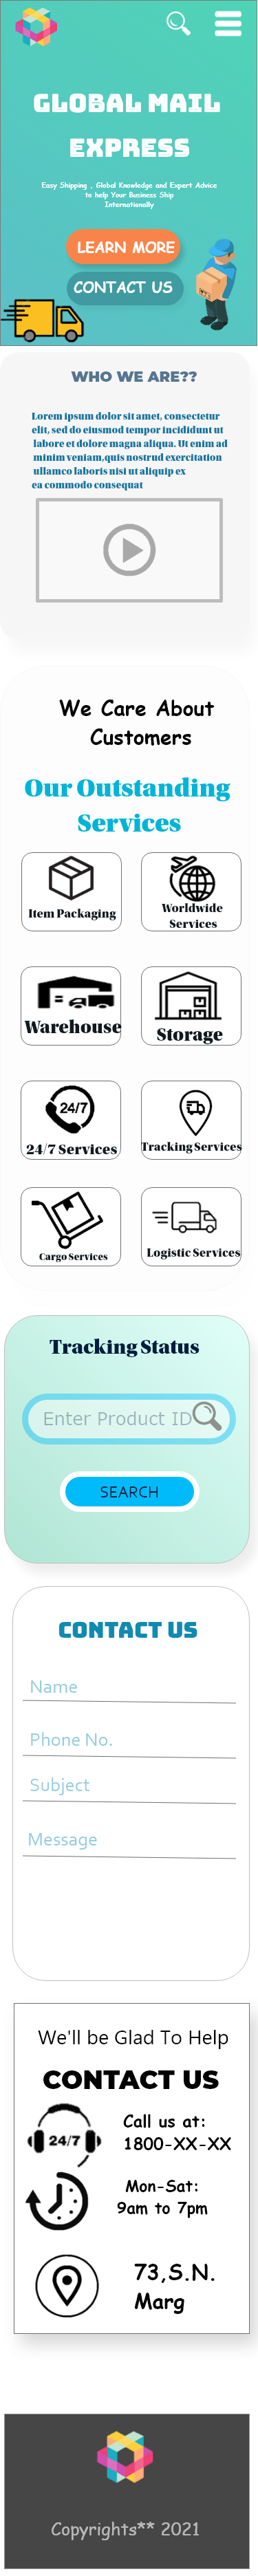 GLOBAL MAIL
EXPRESS
Easy Shipping , Global Knowledge and Expert Advice
to help Your Business Ship
Internationally
LEARN MORE
CONTACT US
WHO WE ARE??
Lorem ipsum dolor sit amet, consectetur
elit, sed do eiusmod tempor incididunt ut
labore et dolore magna aliqua. Ut enim ad
minim veniam,quis nostrud exercitation
ullamco laboris nisi ut aliquip ex
ea commodo consequat
We Care About
Customers
Our Outstanding
Services
Item Packaging
Worldwide
Services
Warehouse
Storage
24/7
24/7 Services
Tracking Services
Cargo Services
Logistic Services
Tracking Status
Enter Product ID
SEARCH
CONTACT US
Name
Phone No.
Subject
Message
We'll be Glad To Help
CONTACT US
24/7
Call us at:
1800-XX-XX
Mon-Sat:
9am to 7pm
73,S.N.
Marg
Copyrights** 2021